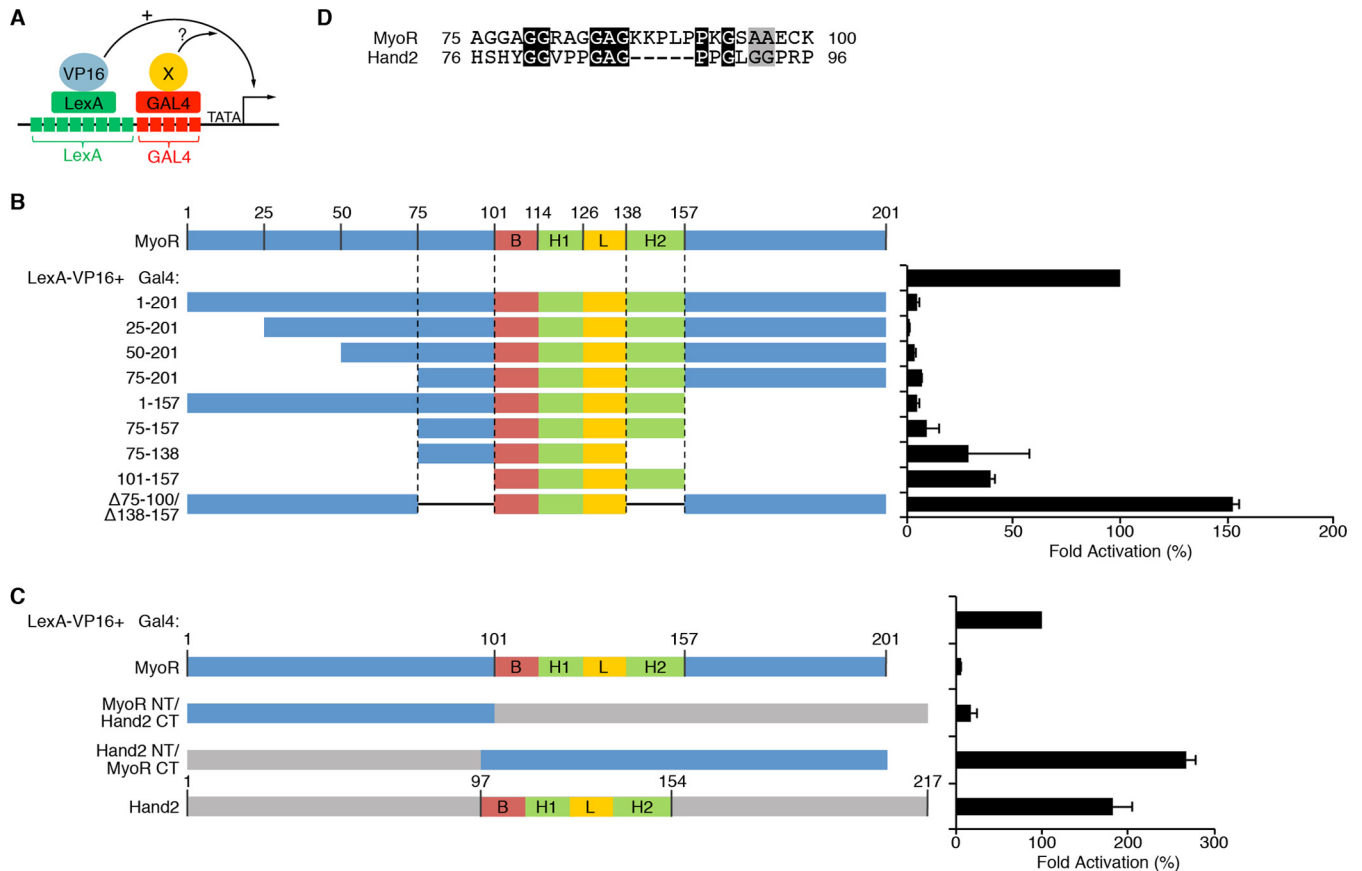 A
+
?
VP16
X
LexA
GAL4
TATA
LexA
GAL4
D
MyoR 75 AGGAGGRAGGAGKKPLPPKGSAAECK 100
Hand2 76 HSHYGGVPPGAG-----PPGLGGPRP 96
B
1 25 50 75 101 114 126 138 157 201
MyoR B H1 L H2
LexA-VP16+ Gal4:
1-201
25-201
50-201
75-201
1-157
75-157
75-138
101-157
Δ75-100/
Δ138-157
0 50 100 150 200
Fold Activation (%)
C
LexA-VP16+ Gal4:
1 101 157 201
MyoR B H1 L H2
MyoR NT/
Hand2 CT
Hand2 NT/
MyoR CT
1 97 154 217
Hand2 B H1 L H2
0 100 200 300
Fold Activation (%)